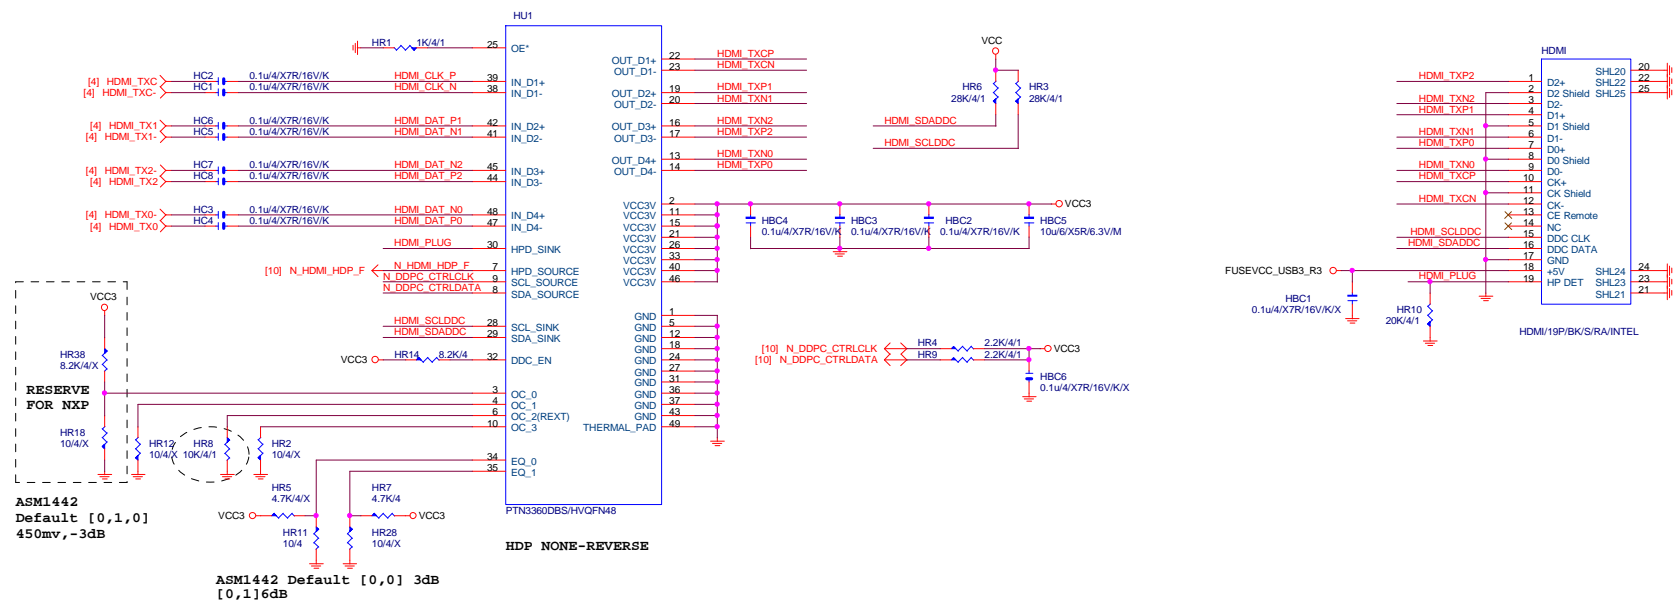 HU1
HR1 1K/4/1 25 OE*
OUT_D1+ 22 HDMI_TXCP
OUT_D1- 23 HDMI_TXCN
[4] HDMI_TXC HC2 0.1u/4/X7R/16V/K HDMI_CLK_P 39 IN_D1+
[4] HDMI_TXC- HC1 0.1u/4/X7R/16V/K HDMI_CLK_N 38 IN_D1-
OUT_D2+ 19 HDMI_TXP1
OUT_D2- 20 HDMI_TXN1
[4] HDMI_TX1 HC6 0.1u/4/X7R/16V/K HDMI_DAT_P1 42 IN_D2+
[4] HDMI_TX1- HC5 0.1u/4/X7R/16V/K HDMI_DAT_N1 41 IN_D2-
OUT_D3+ 16 HDMI_TXN2
OUT_D3- 17 HDMI_TXP2
[4] HDMI_TX2- HC7 0.1u/4/X7R/16V/K HDMI_DAT_N2 45 IN_D3+
[4] HDMI_TX2 HC8 0.1u/4/X7R/16V/K HDMI_DAT_P2 44 IN_D3-
OUT_D4+ 13 HDMI_TXN0
OUT_D4- 14 HDMI_TXP0
[4] HDMI_TX0- HC3 0.1u/4/X7R/16V/K HDMI_DAT_N0 48 IN_D4+
[4] HDMI_TX0 HC4 0.1u/4/X7R/16V/K HDMI_DAT_P0 47 IN_D4-
VCC3V 2
VCC3V 11
VCC3V 15
VCC3V 21
VCC3V 26
VCC3V 33
VCC3V 40
VCC3V 46
HDMI_PLUG 30 HPD_SINK
[10] N_HDMI_HDP_F N_HDMI_HDP_F 7 HPD_SOURCE
N_DDPC_CTRLCLK 9 SCL_SOURCE
N_DDPC_CTRLDATA 8 SDA_SOURCE
HDMI_SCLDDC 28 SCL_SINK
HDMI_SDADDC 29 SDA_SINK
VCC3 HR14 8.2K/4 32 DDC_EN
GND 1
GND 5
GND 12
GND 18
GND 24
GND 27
GND 31
GND 36
GND 37
GND 43
THERMAL_PAD 49
3 OC_0
4 OC_1
6 OC_2(REXT)
10 OC_3
34 EQ_0
35 EQ_1
PTN3360DBS/HVQFN48
HDP NONE-REVERSE
VCC3
HR38
8.2K/4/X
RESERVE
FOR NXP
HR18
10/4/X
HR12
10/4/X
HR8
10K/4/1
HR2
10/4/X
ASM1442
Default [0,1,0]
450mv,-3dB
HR5
4.7K/4/X
VCC3
HR7
4.7K/4
VCC3
HR11
10/4
HR28
10/4/X
ASM1442 Default [0,0] 3dB
[0,1]6dB
VCC
HR6
28K/4/1
HR3
28K/4/1
HDMI_SDADDC
HDMI_SCLDDC
VCC3
HBC4
0.1u/4/X7R/16V/K
HBC3
0.1u/4/X7R/16V/K
HBC2
0.1u/4/X7R/16V/K
HBC5
10u/6/X5R/6.3V/M
[10] N_DDPC_CTRLCLK HR4 2.2K/4/1 VCC3
[10] N_DDPC_CTRLDATA HR9 2.2K/4/1
HBC6
0.1u/4/X7R/16V/K/X
HDMI
HDMI_TXP2 1 D2+
2 D2 Shield
HDMI_TXN2 3 D2-
HDMI_TXP1 4 D1+
5 D1 Shield
HDMI_TXN1 6 D1-
HDMI_TXP0 7 D0+
8 D0 Shield
HDMI_TXN0 9 D0-
HDMI_TXCP 10 CK+
11 CK Shield
HDMI_TXCN 12 CK-
13 CE Remote
14 NC
HDMI_SCLDDC 15 DDC CLK
HDMI_SDADDC 16 DDC DATA
17 GND
FUSEVCC_USB3_R3 18 +5V
HDMI_PLUG 19 HP DET
SHL20 20
SHL22 22
SHL25 25
SHL24 24
SHL23 23
SHL21 21
HBC1
0.1u/4/X7R/16V/K/X
HR10
20K/4/1
HDMI/19P/BK/S/RA/INTEL